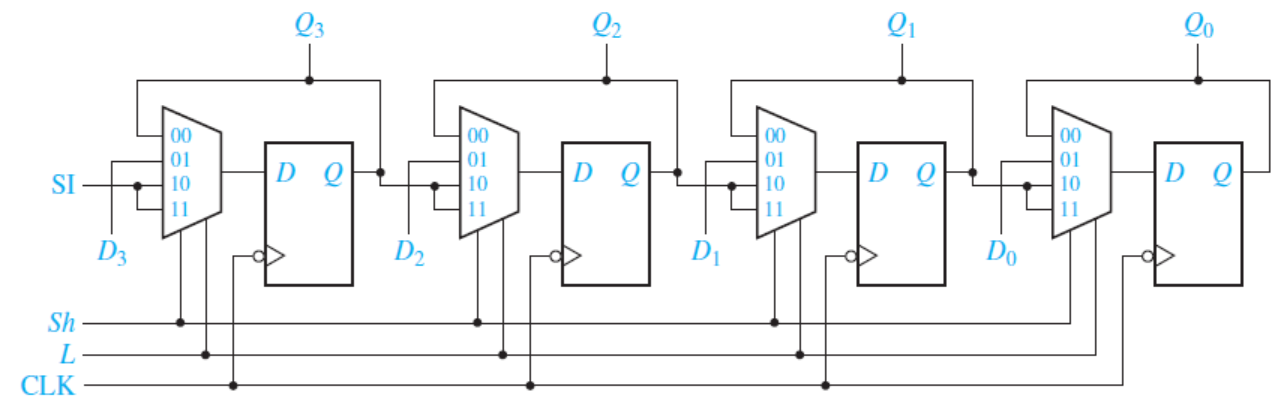 Q3 Q2 Q1 Q0
00 00 00 00
01 D Q 01 D Q 01 D Q 01 D Q
SI 10 10 10 10
11 11 11 11
D3 D2 D1 D0
Sh
L
CLK